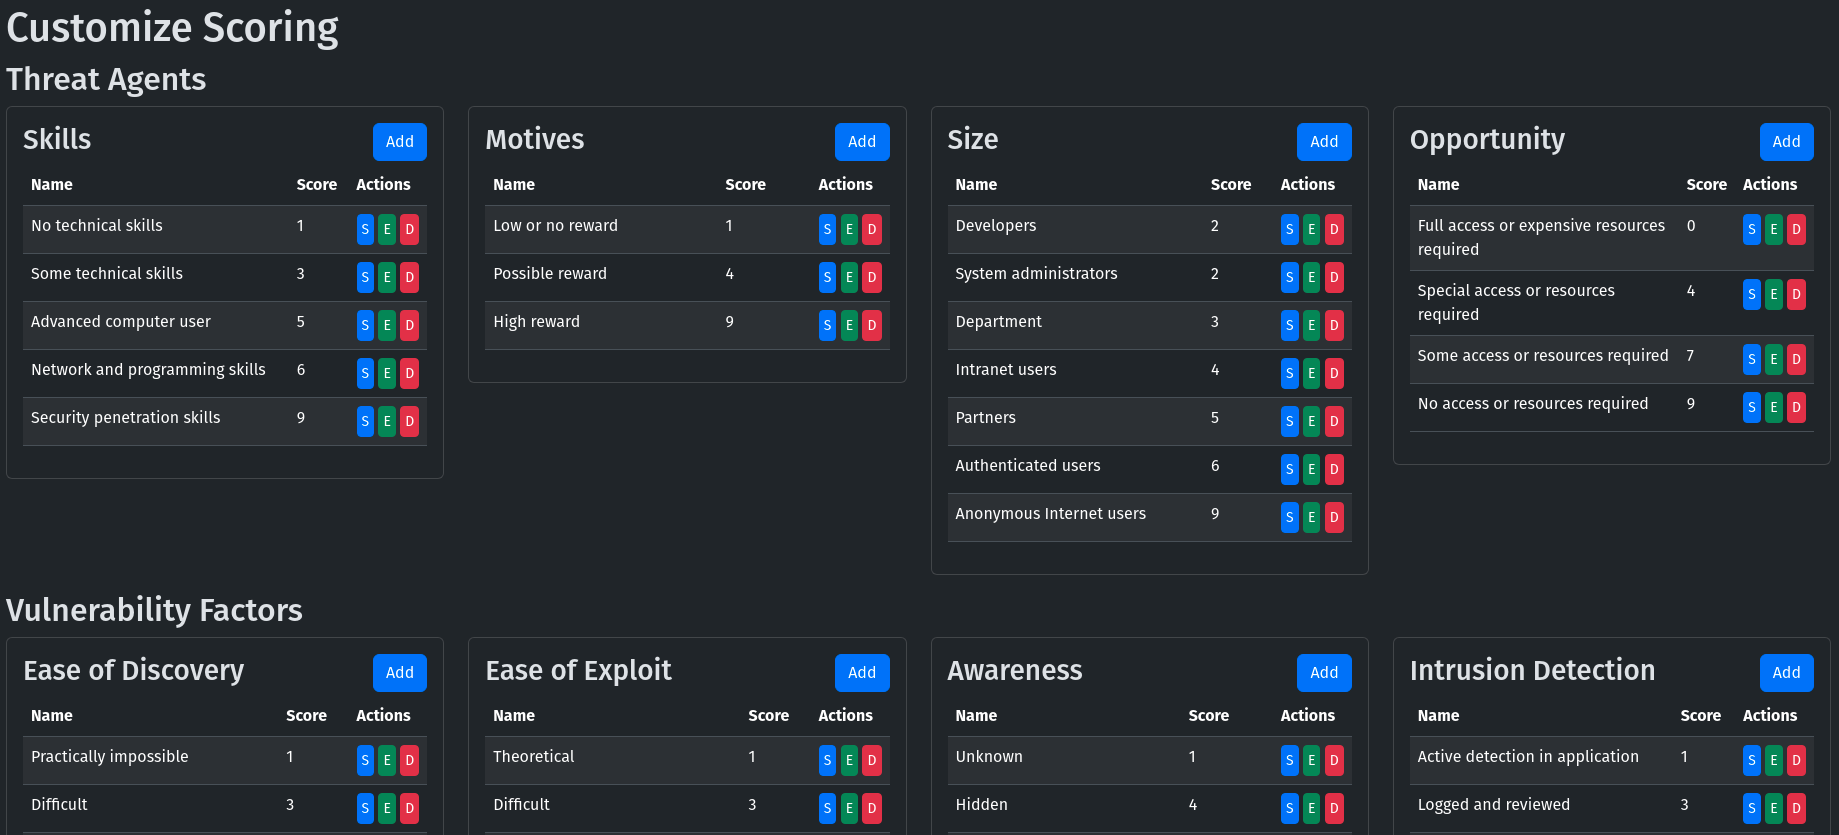 Customize Scoring
Threat Agents
Skills Add
Name Score Actions
No technical skills 1 S E D
Some technical skills 3 S E D
Advanced computer user 5 S E D
Network and programming skills 6 S E D
Security penetration skills 9 S E D
Motives Add
Name Score Actions
Low or no reward 1 S E D
Possible reward 4 S E D
High reward 9 S E D
Size Add
Name Score Actions
Developers 2 S E D
System administrators 2 S E D
Department 3 S E D
Intranet users 4 S E D
Partners 5 S E D
Authenticated users 6 S E D
Anonymous Internet users 9 S E D
Opportunity Add
Name Score Actions
Full access or expensive resources 0 S E D
required
Special access or resources 4 S E D
required
Some access or resources required 7 S E D
No access or resources required 9 S E D
Vulnerability Factors
Ease of Discovery Add
Name Score Actions
Practically impossible 1 S E D
Difficult 3 S E D
Ease of Exploit Add
Name Score Actions
Theoretical 1 S E D
Difficult 3 S E D
Awareness Add
Name Score Actions
Unknown 1 S E D
Hidden 4 S E D
Intrusion Detection Add
Name Score Actions
Active detection in application 1 S E D
Logged and reviewed 3 S E D